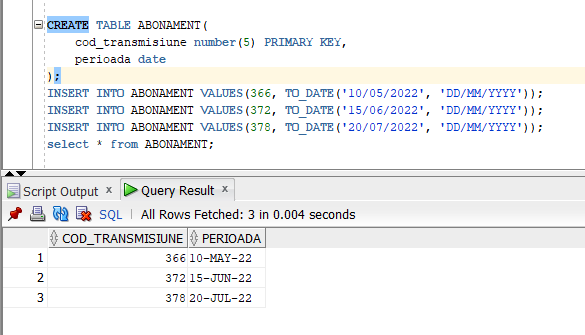 CREATE TABLE ABONAMENT(
cod_transmisiune number(5) PRIMARY KEY,
perioada date
);
INSERT INTO ABONAMENT VALUES(366, TO_DATE('10/05/2022', 'DD/MM/YYYY'));
INSERT INTO ABONAMENT VALUES(372, TO_DATE('15/06/2022', 'DD/MM/YYYY'));
INSERT INTO ABONAMENT VALUES(378, TO_DATE('20/07/2022', 'DD/MM/YYYY'));
select * from ABONAMENT;
Script Output x Query Result x
SQL | All Rows Fetched: 3 in 0.004 seconds
COD_TRANSMISIUNE PERIOADA
1 366 10-MAY-22
2 372 15-JUN-22
3 378 20-JUL-22